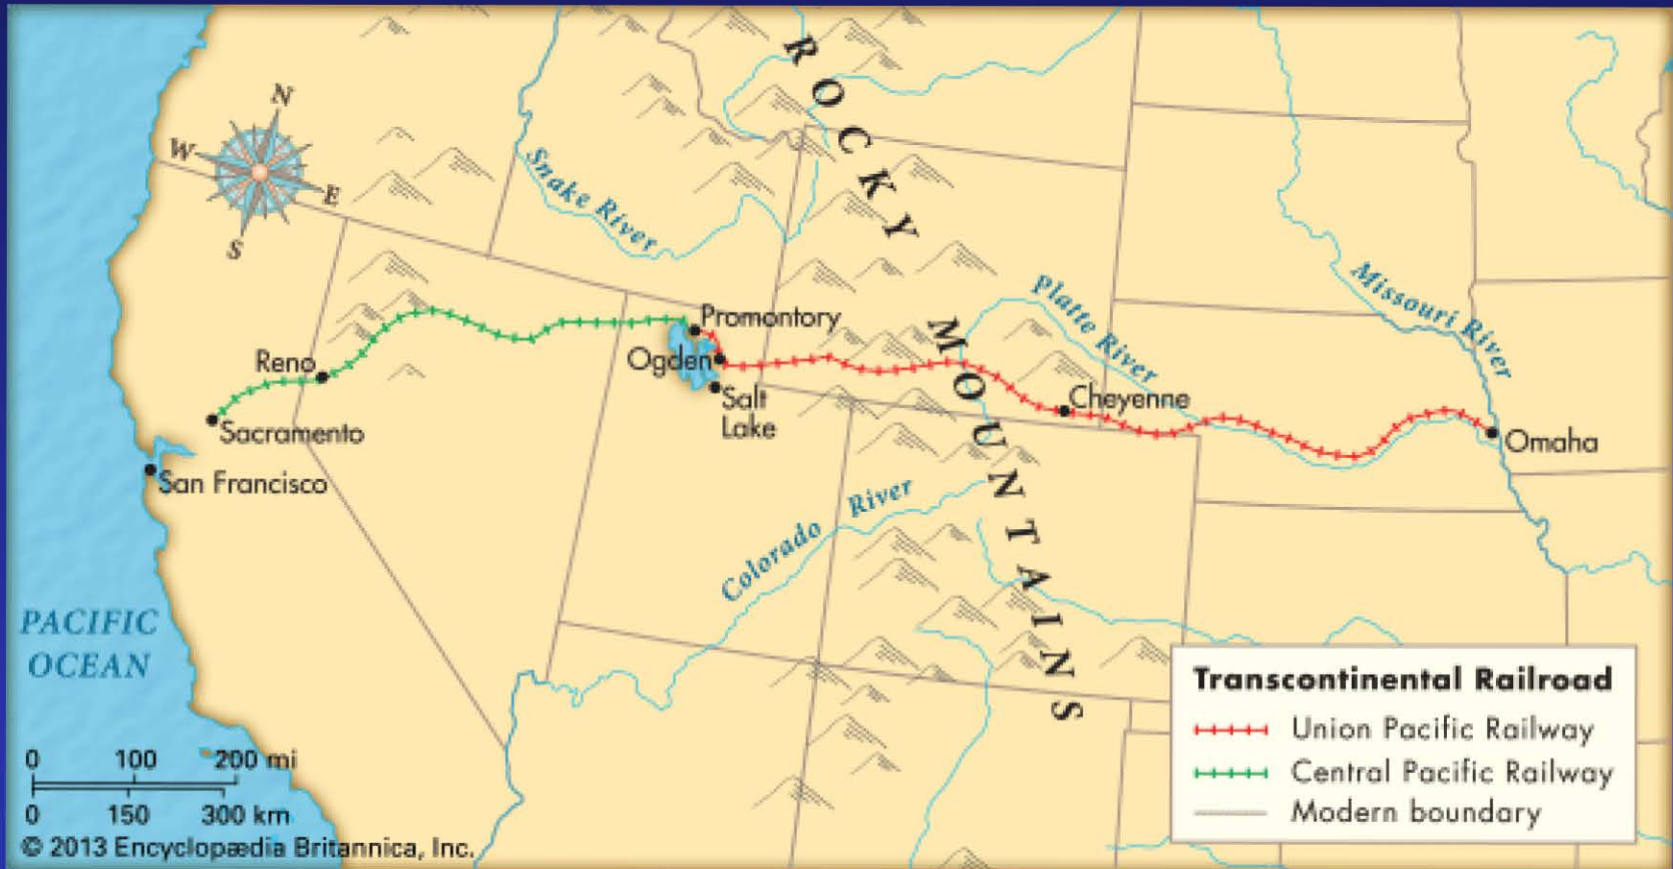 N
W
E
S
ROCKY
MOUNTAINS
Snake River
Platte River
Missouri River
Colorado River
Promontory
Ogden
Salt
Lake
Reno
Sacramento
San Francisco
Cheyenne
Omaha
PACIFIC
OCEAN
0 100 200 mi
0 150 300 km
© 2013 Encyclopædia Britannica, Inc.
Transcontinental Railroad
Union Pacific Railway
Central Pacific Railway
Modern boundary